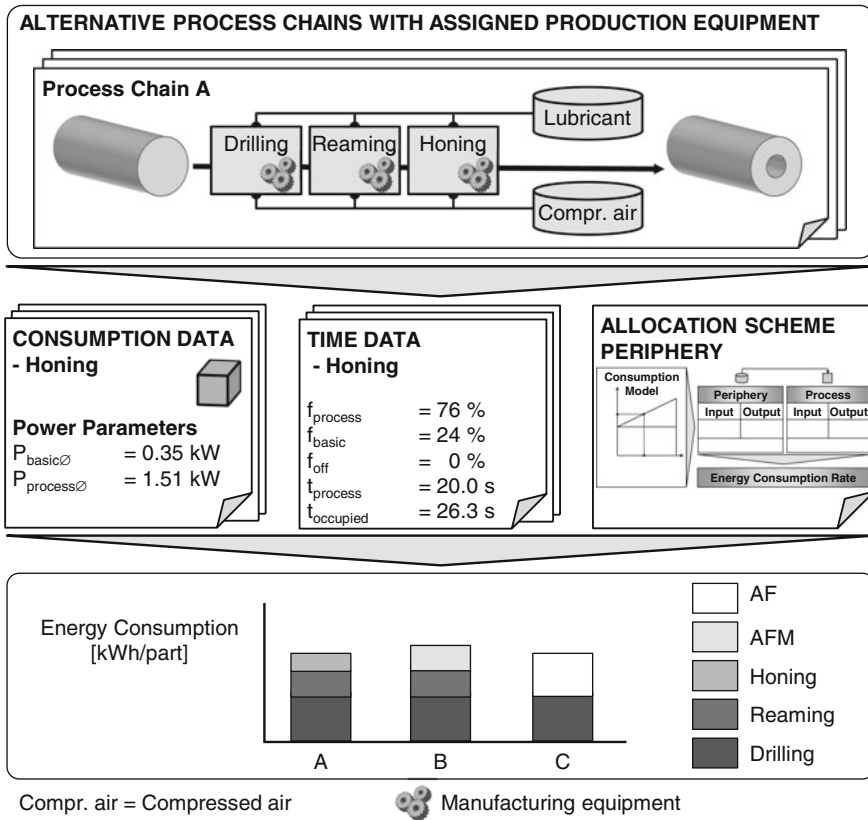 ALTERNATIVE PROCESS CHAINS WITH ASSIGNED PRODUCTION EQUIPMENT
Process Chain A
Lubricant
Drilling
Reaming
Honing
Compr. air
CONSUMPTION DATA
- Honing
Power Parameters
P_basic∅ = 0.35 kW
P_process∅ = 1.51 kW
TIME DATA
- Honing
f_process = 76 %
f_basic = 24 %
f_off = 0 %
t_process = 20.0 s
t_occupied = 26.3 s
ALLOCATION SCHEME
PERIPHERY
Consumption
Model
Periphery
Process
Input
Output
Input
Output
Energy Consumption Rate
Energy Consumption
[kWh/part]
A
B
C
AF
AFM
Honing
Reaming
Drilling
Compr. air = Compressed air
Manufacturing equipment